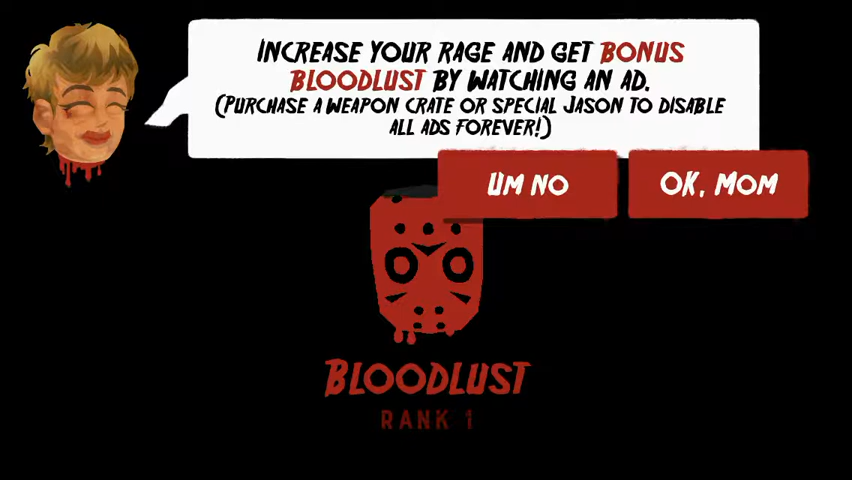 INCREASE YOUR RAGE AND GET BONUS
BLOODLUST BY WATCHING AN AD.
(PURCHASE A WEAPON CRATE OR SPECIAL JASON TO DISABLE
ALL ADS FOREVER!)
UM NO
OK, MOM
BLOODLUST
RANK 1